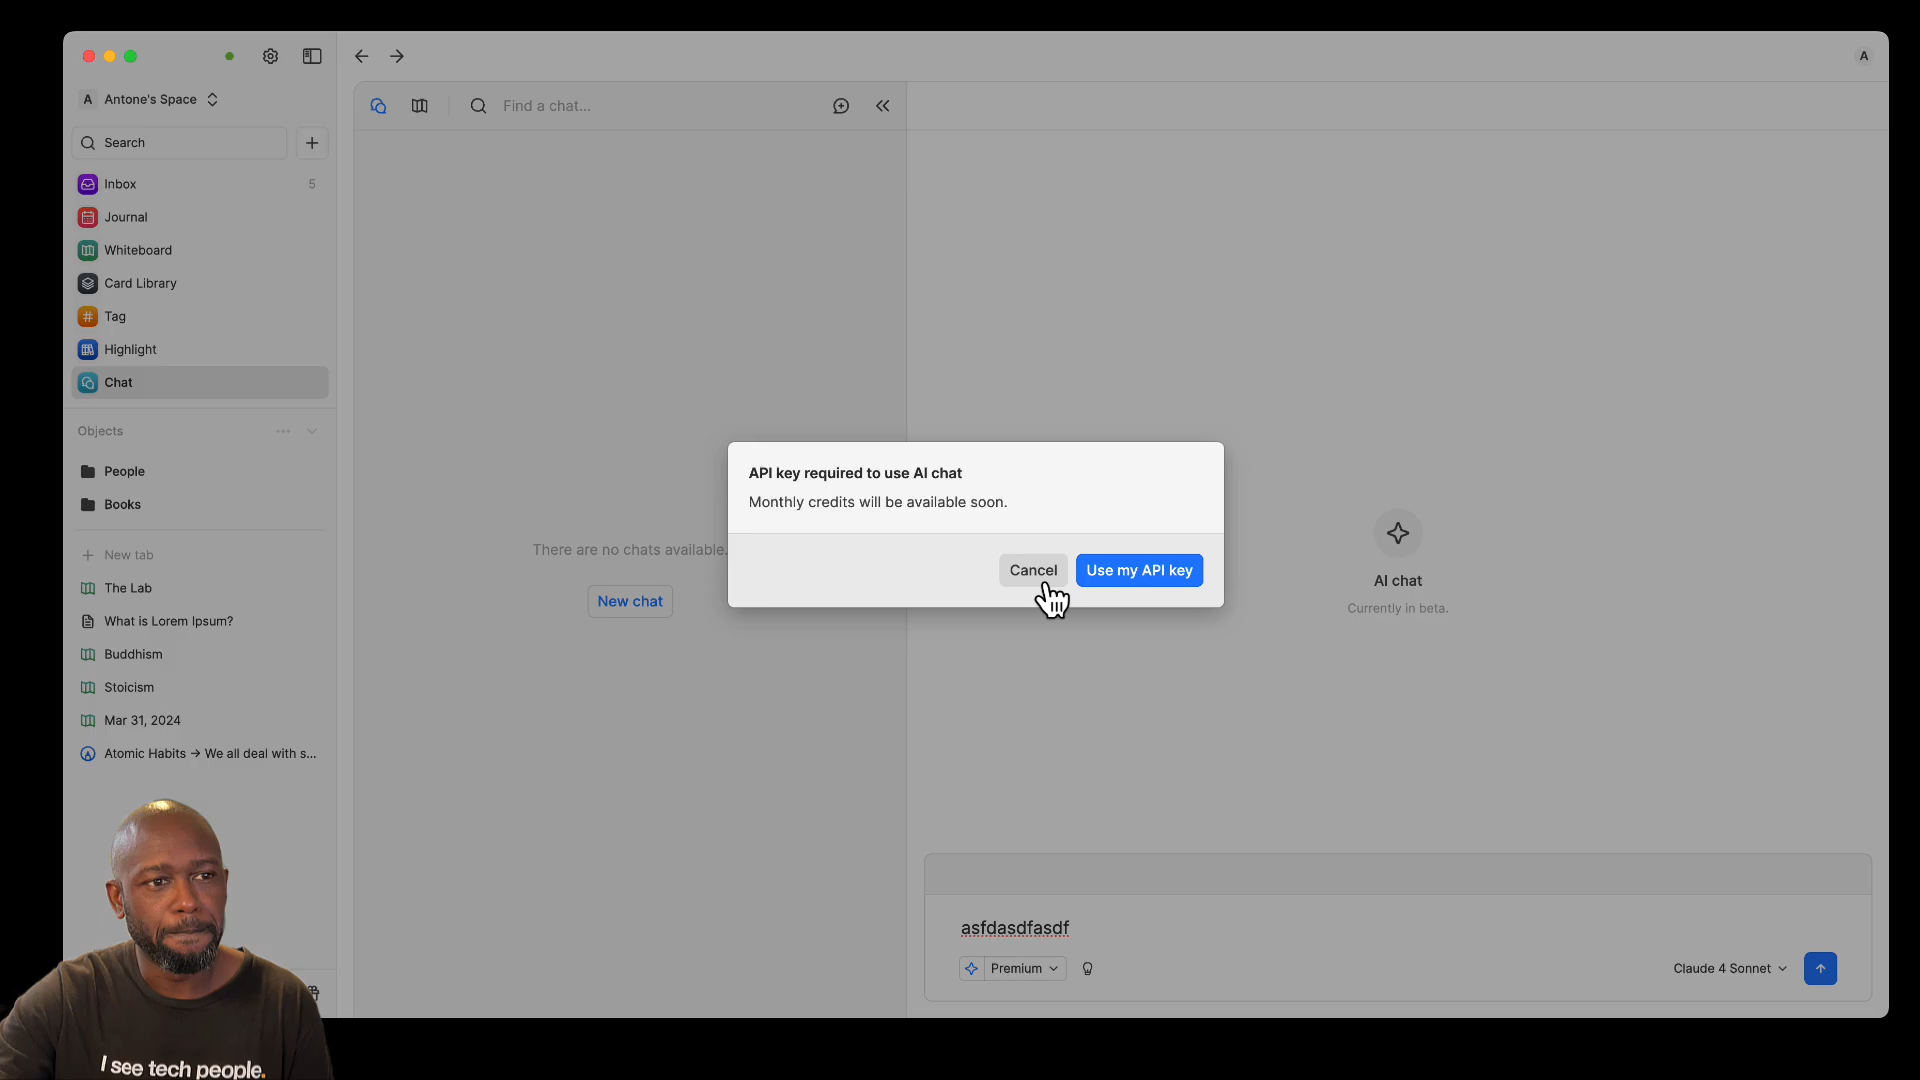 A
A Antone's Space
Search
Inbox 5
Journal
Whiteboard
Card Library
Tag
Highlight
Chat
Objects
People
Books
New tab
The Lab
What is Lorem Ipsum?
Buddhism
Stoicism
Mar 31, 2024
Atomic Habits → We all deal with s...
Find a chat...
There are no chats available.
New chat
API key required to use AI chat
Monthly credits will be available soon.
Cancel
Use my API key
AI chat
Currently in beta.
asfdasdfasdf
Premium
Claude 4 Sonnet
I see tech people.